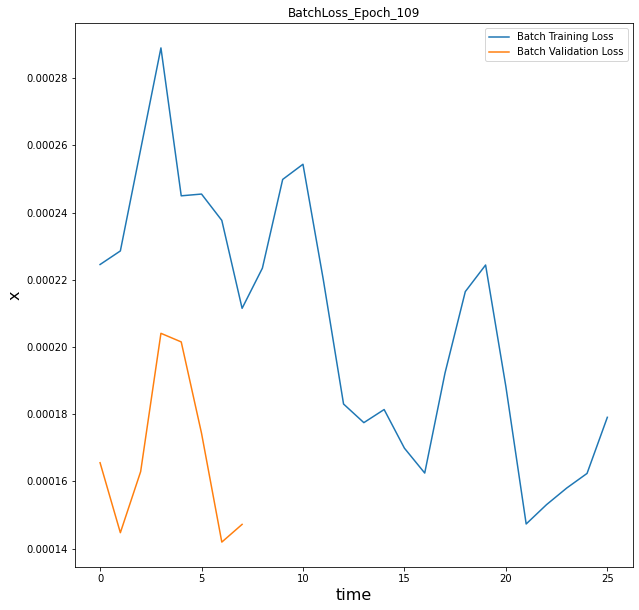 BatchLoss_Epoch_109
Batch Training Loss
Batch Validation Loss
0.00028
0.00026
0.00024
0.00022
0.00020
0.00018
0.00016
0.00014
x
0
5
10
15
20
25
time